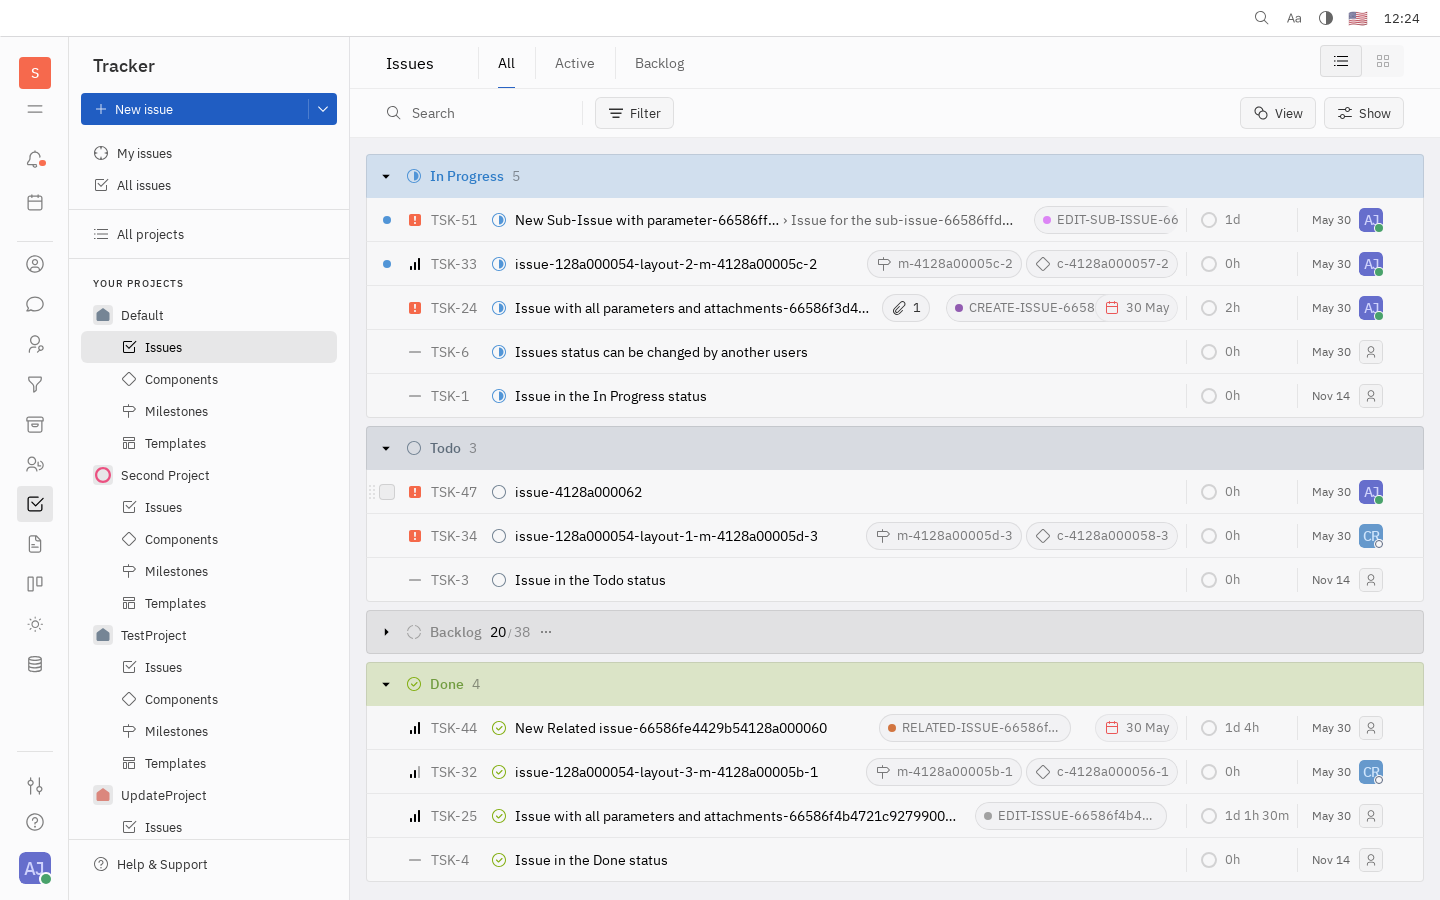 Aa
12:24
S
Tracker
New issue
My issues
All issues
All projects
YOUR PROJECTS
Default
Issues
Components
Milestones
Templates
Second Project
Issues
Components
Milestones
Templates
TestProject
Issues
Components
Milestones
Templates
UpdateProject
Issues
Help & Support
AJ
Issues
All
Active
Backlog
Search
Filter
View
Show
In Progress 5
TSK-51 New Sub-Issue with parameter-66586ff... › Issue for the sub-issue-66586ffd... EDIT-SUB-ISSUE-66 1d May 30 AJ
TSK-33 issue-128a000054-layout-2-m-4128a00005c-2 m-4128a00005c-2 c-4128a000057-2 0h May 30 AJ
TSK-24 Issue with all parameters and attachments-66586f3d4... 1 CREATE-ISSUE-6658 30 May 2h May 30 AJ
TSK-6 Issues status can be changed by another users 0h May 30
TSK-1 Issue in the In Progress status 0h Nov 14
Todo 3
TSK-47 issue-4128a000062 0h May 30 AJ
TSK-34 issue-128a000054-layout-1-m-4128a00005d-3 m-4128a00005d-3 c-4128a000058-3 0h May 30 CR
TSK-3 Issue in the Todo status 0h Nov 14
Backlog 20/38 ...
Done 4
TSK-44 New Related issue-66586fe4429b54128a000060 RELATED-ISSUE-66586f... 30 May 1d 4h May 30
TSK-32 issue-128a000054-layout-3-m-4128a00005b-1 m-4128a00005b-1 c-4128a000056-1 0h May 30 CR
TSK-25 Issue with all parameters and attachments-66586f4b4721c9279900... EDIT-ISSUE-66586f4b4... 1d 1h 30m May 30
TSK-4 Issue in the Done status 0h Nov 14